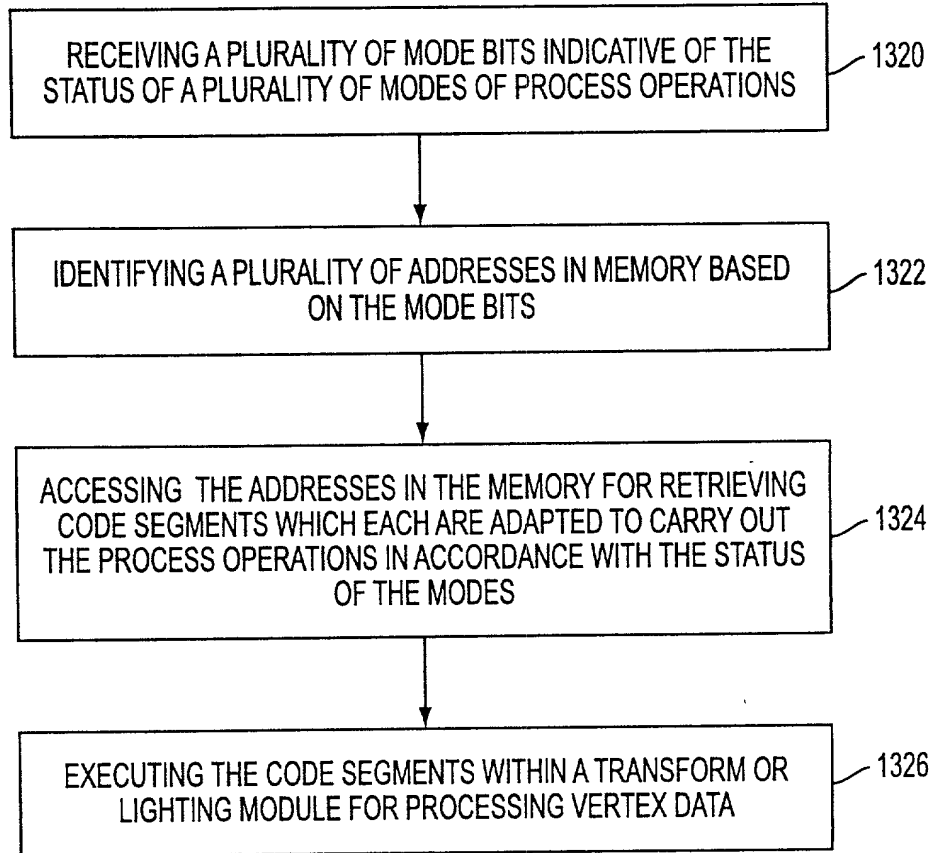 RECEIVING A PLURALITY OF MODE BITS INDICATIVE OF THE
STATUS OF A PLURALITY OF MODES OF PROCESS OPERATIONS
1320
IDENTIFYING A PLURALITY OF ADDRESSES IN MEMORY BASED
ON THE MODE BITS
1322
ACCESSING THE ADDRESSES IN THE MEMORY FOR RETRIEVING
CODE SEGMENTS WHICH EACH ARE ADAPTED TO CARRY OUT
THE PROCESS OPERATIONS IN ACCORDANCE WITH THE STATUS
OF THE MODES
1324
EXECUTING THE CODE SEGMENTS WITHIN A TRANSFORM OR
LIGHTING MODULE FOR PROCESSING VERTEX DATA
1326